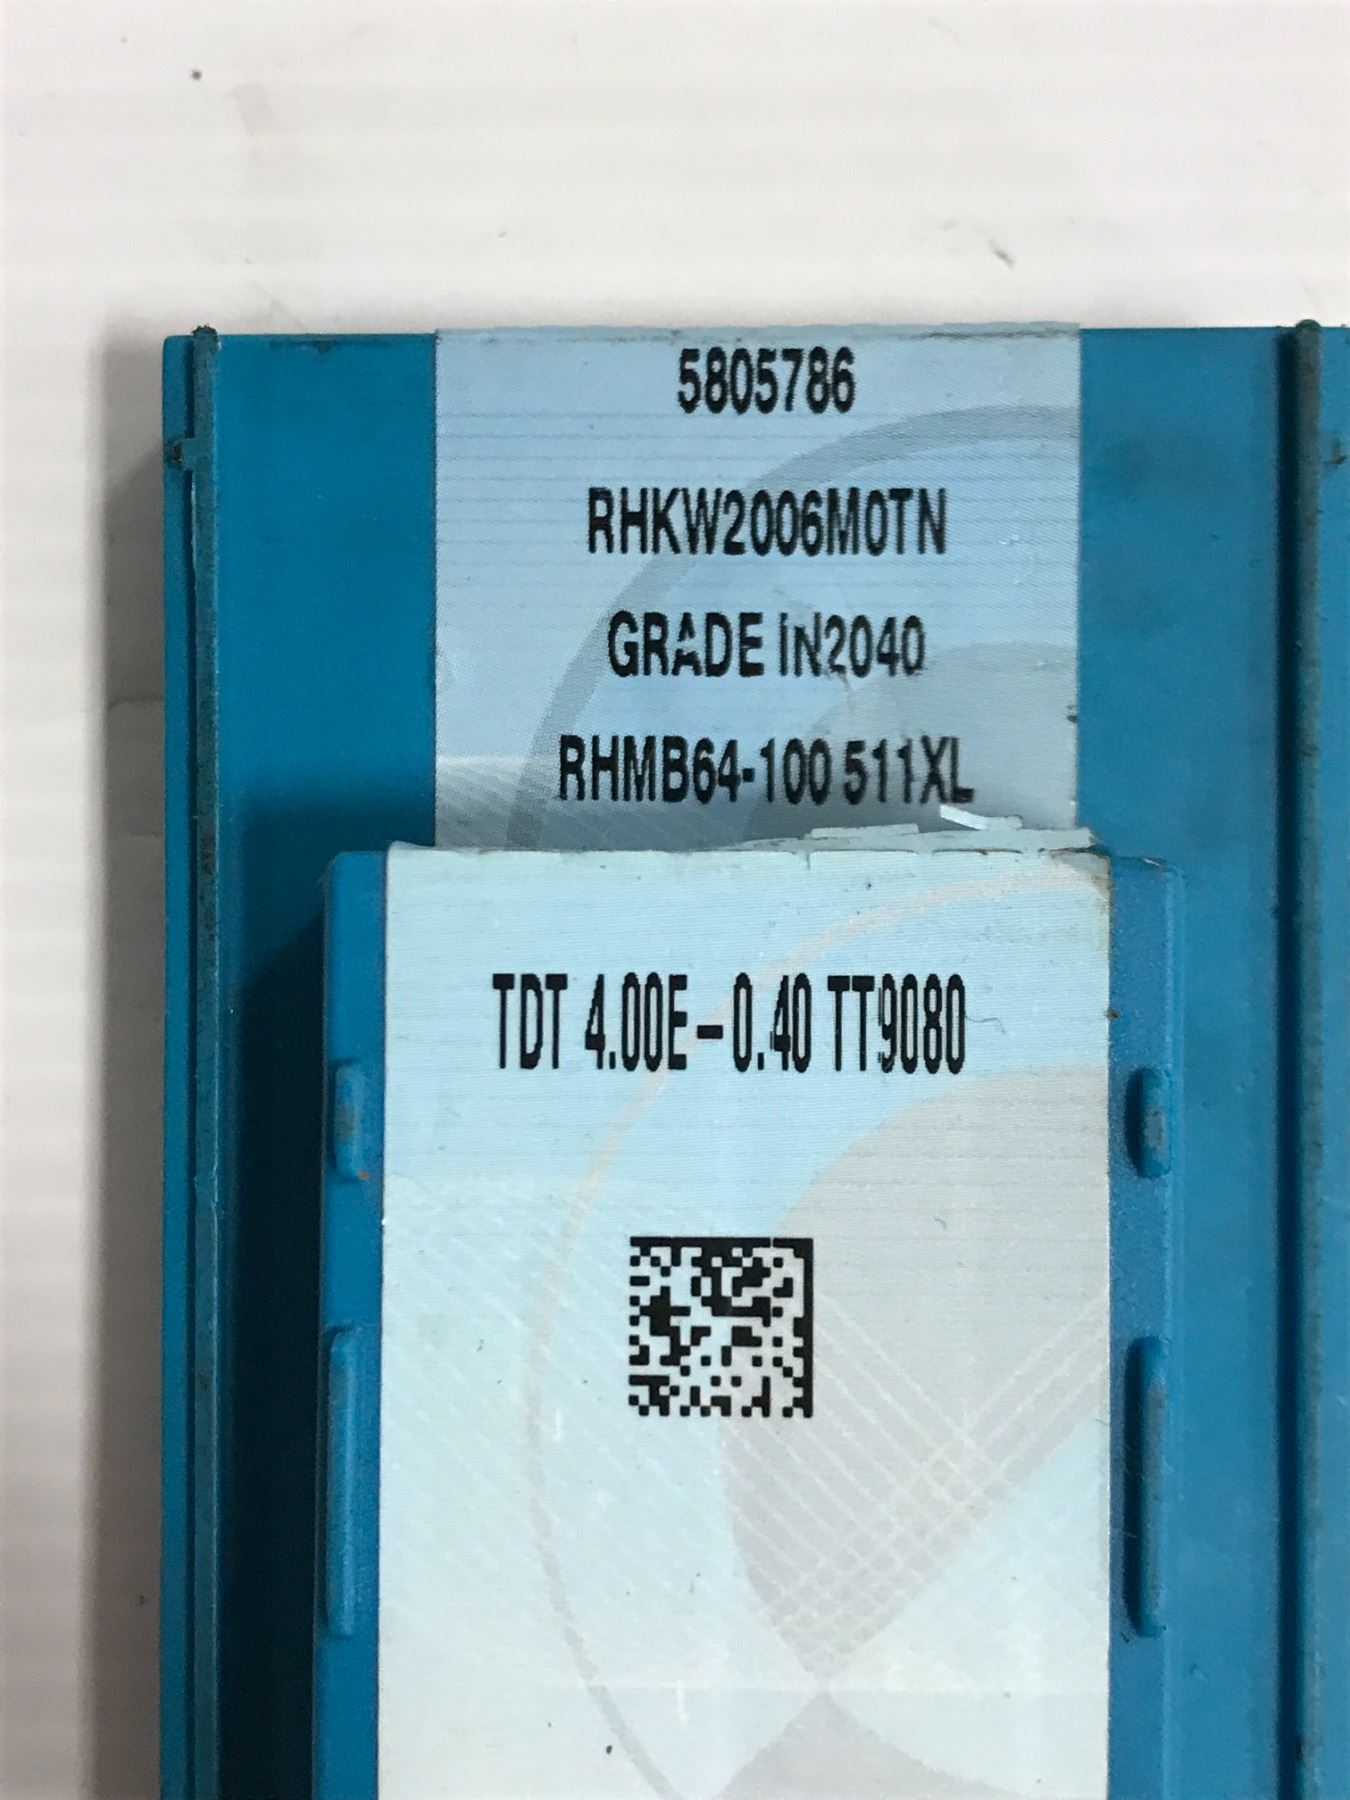 5805786
RHKW2006M0TN
GRADE IN2040
RHMB64-100 511XL
TDT 4.00E-0.40 TT9080